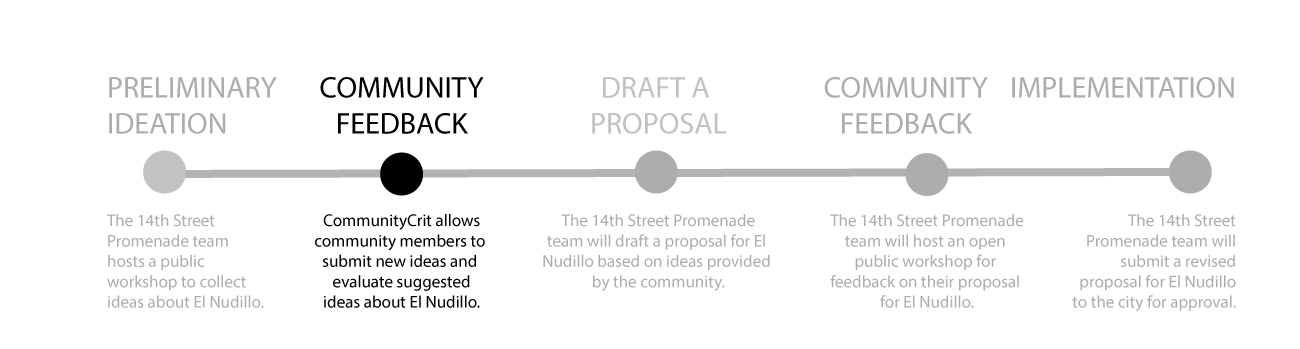 PRELIMINARY
IDEATION
The 14th Street
Promenade team
hosts a public
workshop to collect
ideas about El Nudillo.
COMMUNITY
FEEDBACK
CommunityCrit allows
community members to
submit new ideas and
evaluate suggested
ideas about El Nudillo.
DRAFT A
PROPOSAL
The 14th Street Promenade
team will draft a proposal for El
Nudillo based on ideas provided
by the community.
COMMUNITY
FEEDBACK
The 14th Street Promenade
team will host an open
public workshop for
feedback on their proposal
for El Nudillo.
IMPLEMENTATION
The 14th Street
Promenade team will
submit a revised
proposal for El Nudillo
to the city for approval.